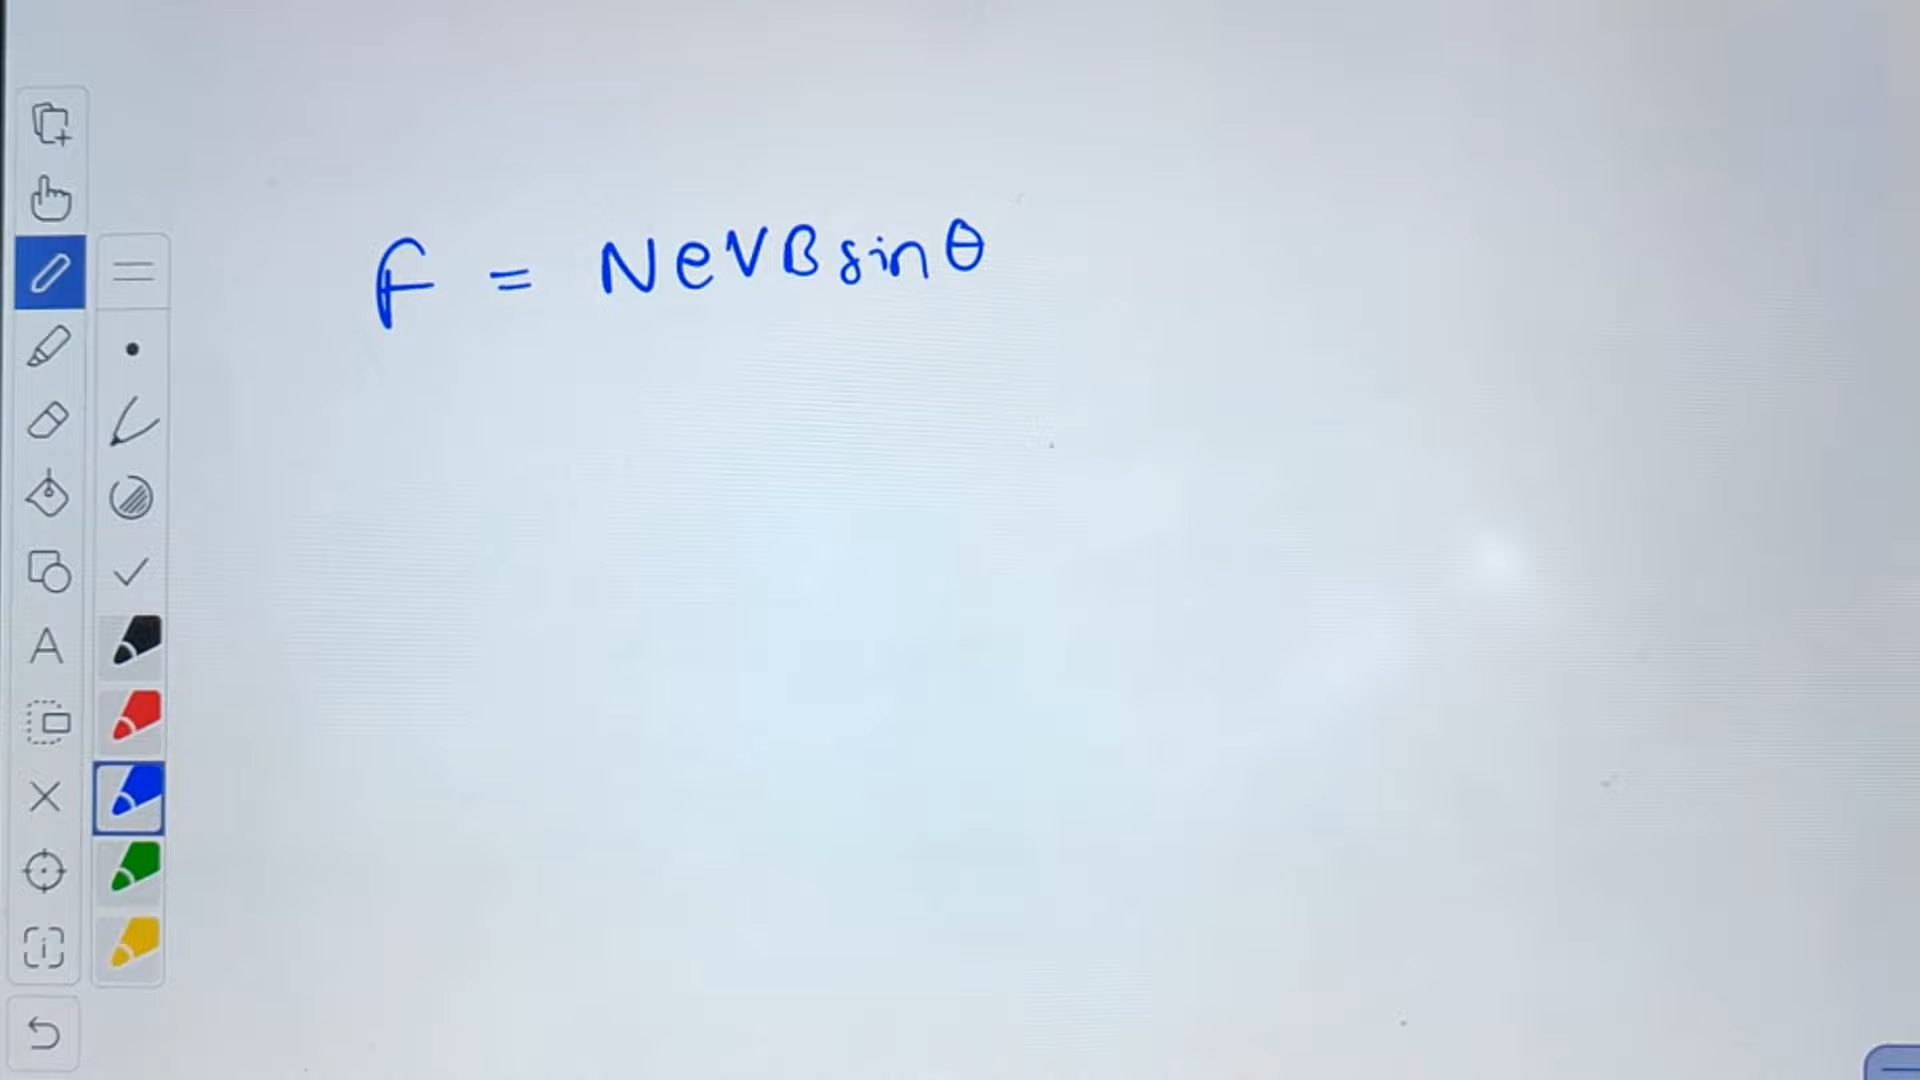 F = NeVBsinθ
A